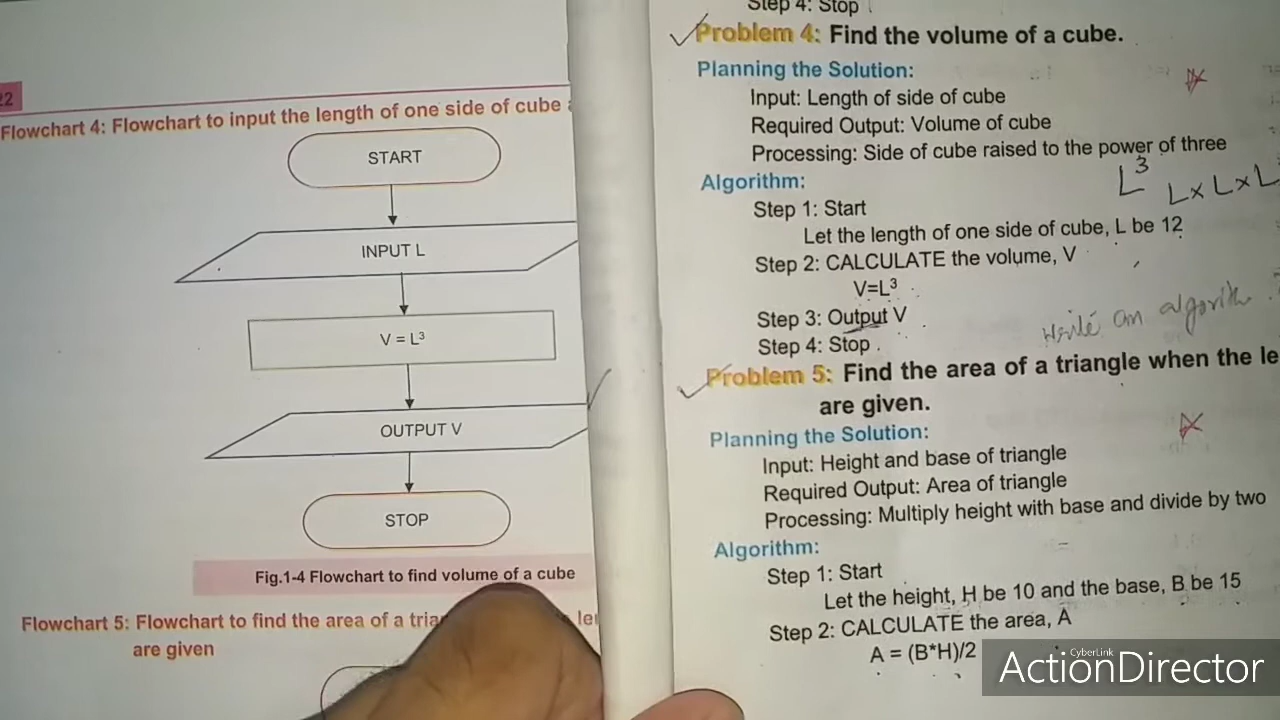 22
Flowchart 4: Flowchart to input the length of one side of cube
START
INPUT L
V = L³
OUTPUT V
STOP
Fig.1-4 Flowchart to find volume of a cube
Flowchart 5: Flowchart to find the area of a
are given
Step 4: Stop
Problem 4: Find the volume of a cube.
Planning the Solution:
Input: Length of side of cube
Required Output: Volume of cube
Processing: Side of cube raised to the power of three
L³ L×L×L
Algorithm:
Step 1: Start
Let the length of one side of cube, L be 12
Step 2: CALCULATE the volume, V
V=L³
Step 3: Output V
Step 4: Stop
Write an algorith
Problem 5: Find the area of a triangle when the le
are given.
Planning the Solution:
Input: Height and base of triangle
Required Output: Area of triangle
Processing: Multiply height with base and divide by two
Algorithm:
Step 1: Start
Let the height, H be 10 and the base, B be 15
Step 2: CALCULATE the area, A
A = (B*H)/2
CyberLink
ActionDirector